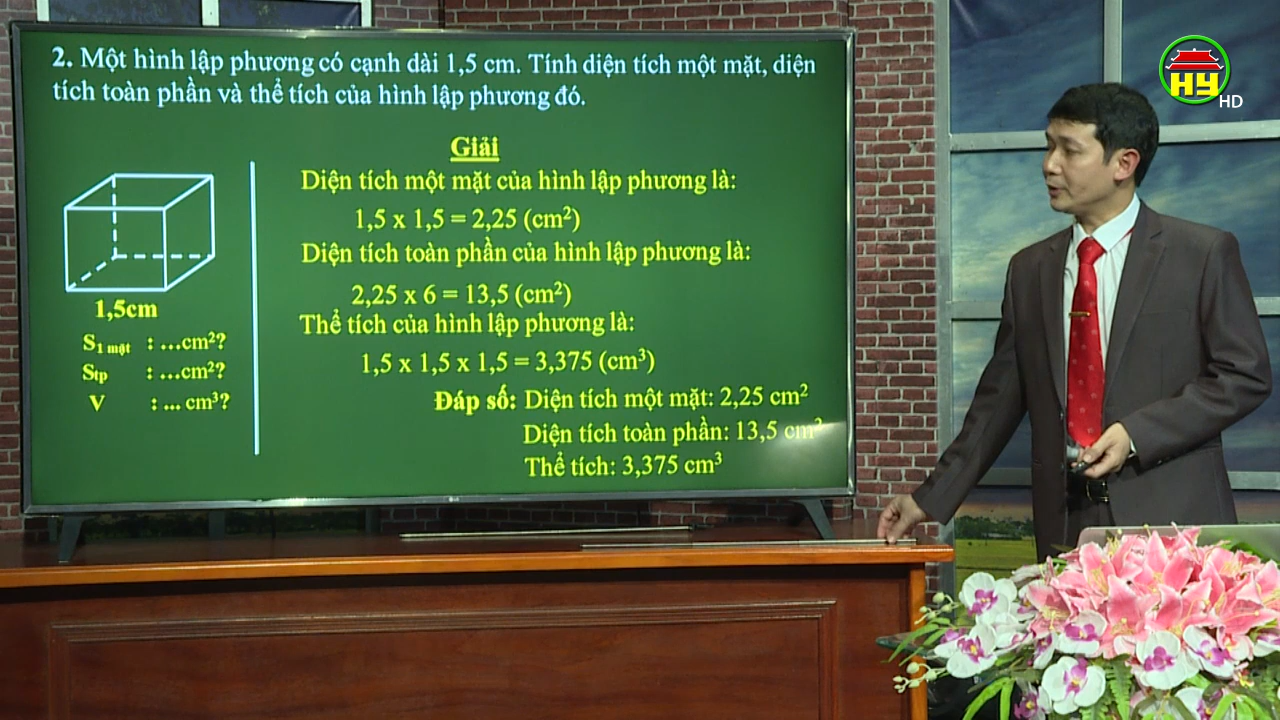 2. Một hình lập phương có cạnh dài 1,5 cm. Tính diện tích một mặt, diện
tích toàn phần và thể tích của hình lập phương đó.
Giải
1,5cm
S1 mặt : ...cm²?
Stp : ...cm²?
V : ... cm³?
Diện tích một mặt của hình lập phương là:
1,5 x 1,5 = 2,25 (cm²)
Diện tích toàn phần của hình lập phương là:
2,25 x 6 = 13,5 (cm²)
Thể tích của hình lập phương là:
1,5 x 1,5 x 1,5 = 3,375 (cm³)
Đáp số: Diện tích một mặt: 2,25 cm²
Diện tích toàn phần: 13,5 cm²
Thể tích: 3,375 cm³
HY
HD
LG